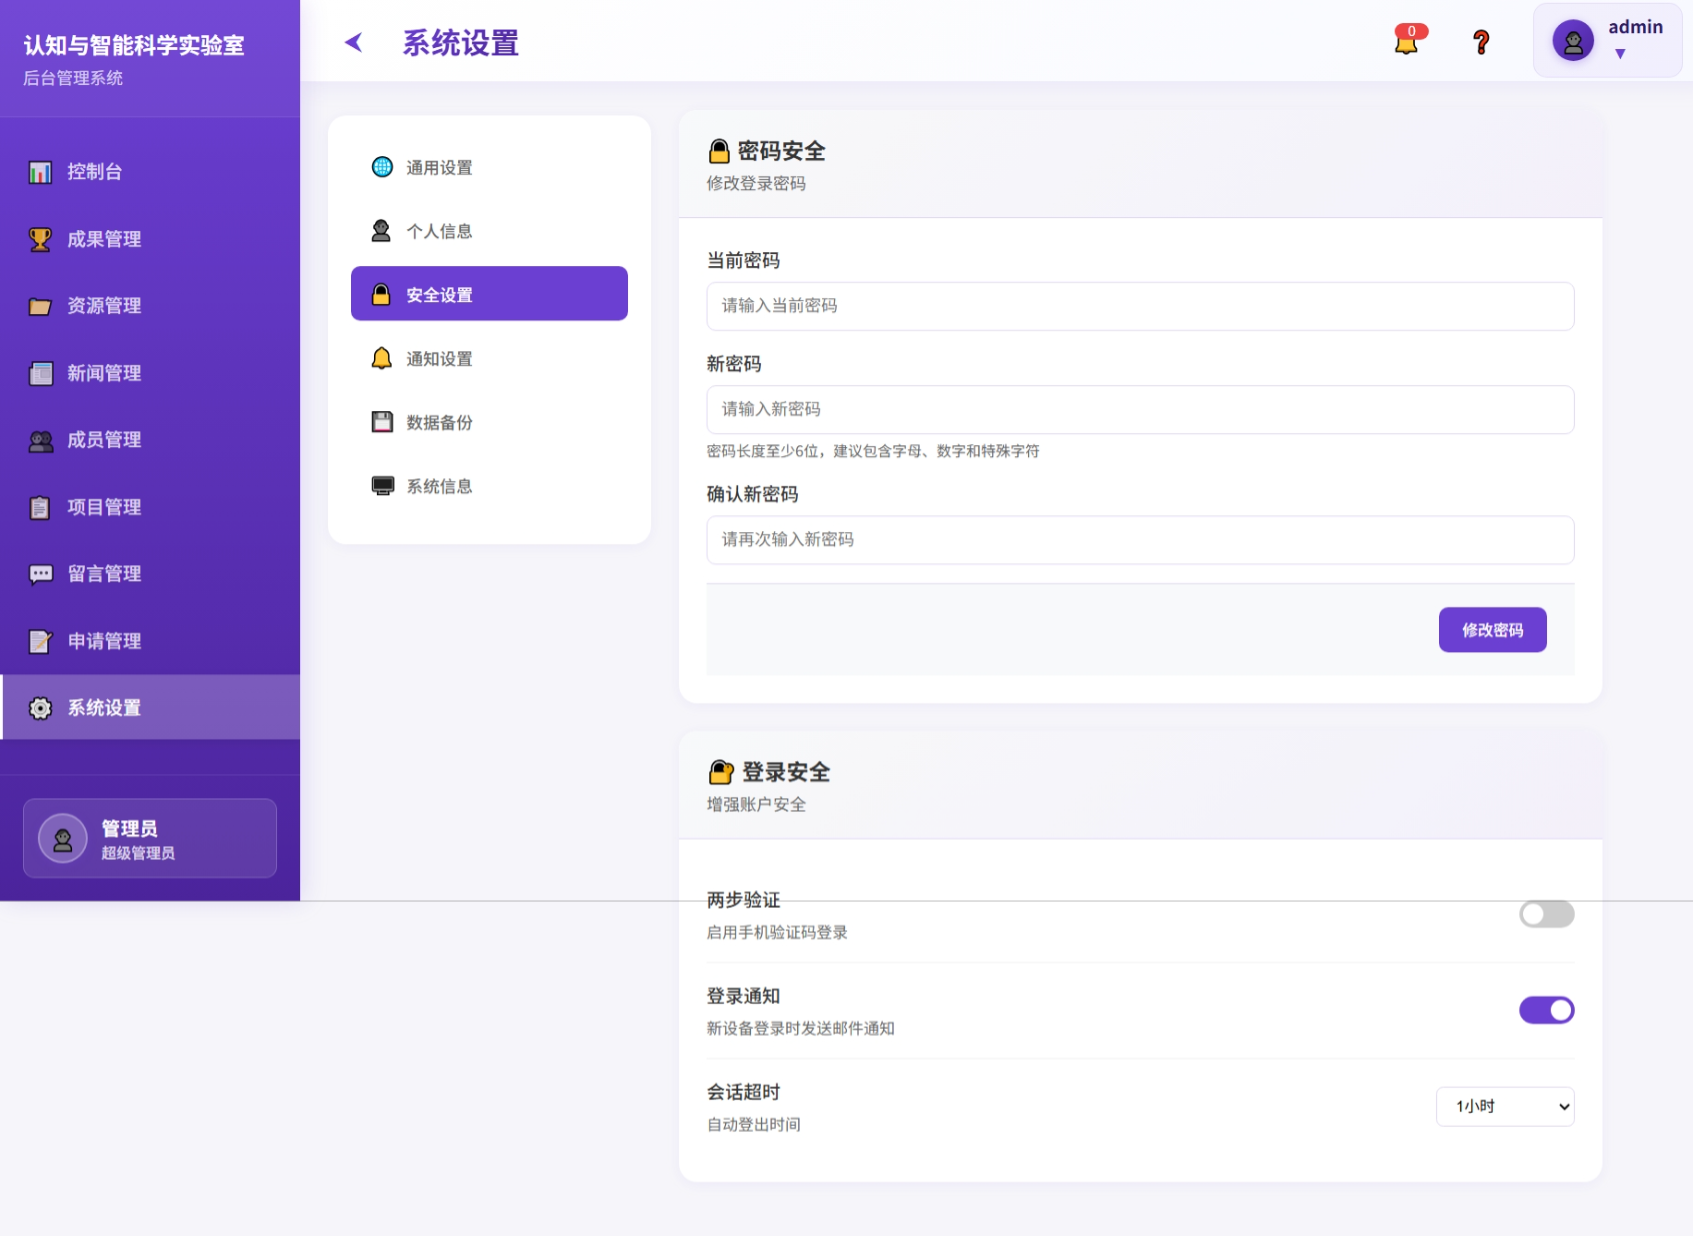 认知与智能科学实验室
后台管理系统
控制台
成果管理
资源管理
新闻管理
成员管理
项目管理
留言管理
申请管理
系统设置
管理员
超级管理员
系统设置
0
admin
通用设置
个人信息
安全设置
通知设置
数据备份
系统信息
密码安全
修改登录密码
当前密码
请输入当前密码
新密码
请输入新密码
密码长度至少6位，建议包含字母、数字和特殊字符
确认新密码
请再次输入新密码
修改密码
登录安全
增强账户安全
两步验证
启用手机验证码登录
登录通知
新设备登录时发送邮件通知
会话超时
自动登出时间
1小时